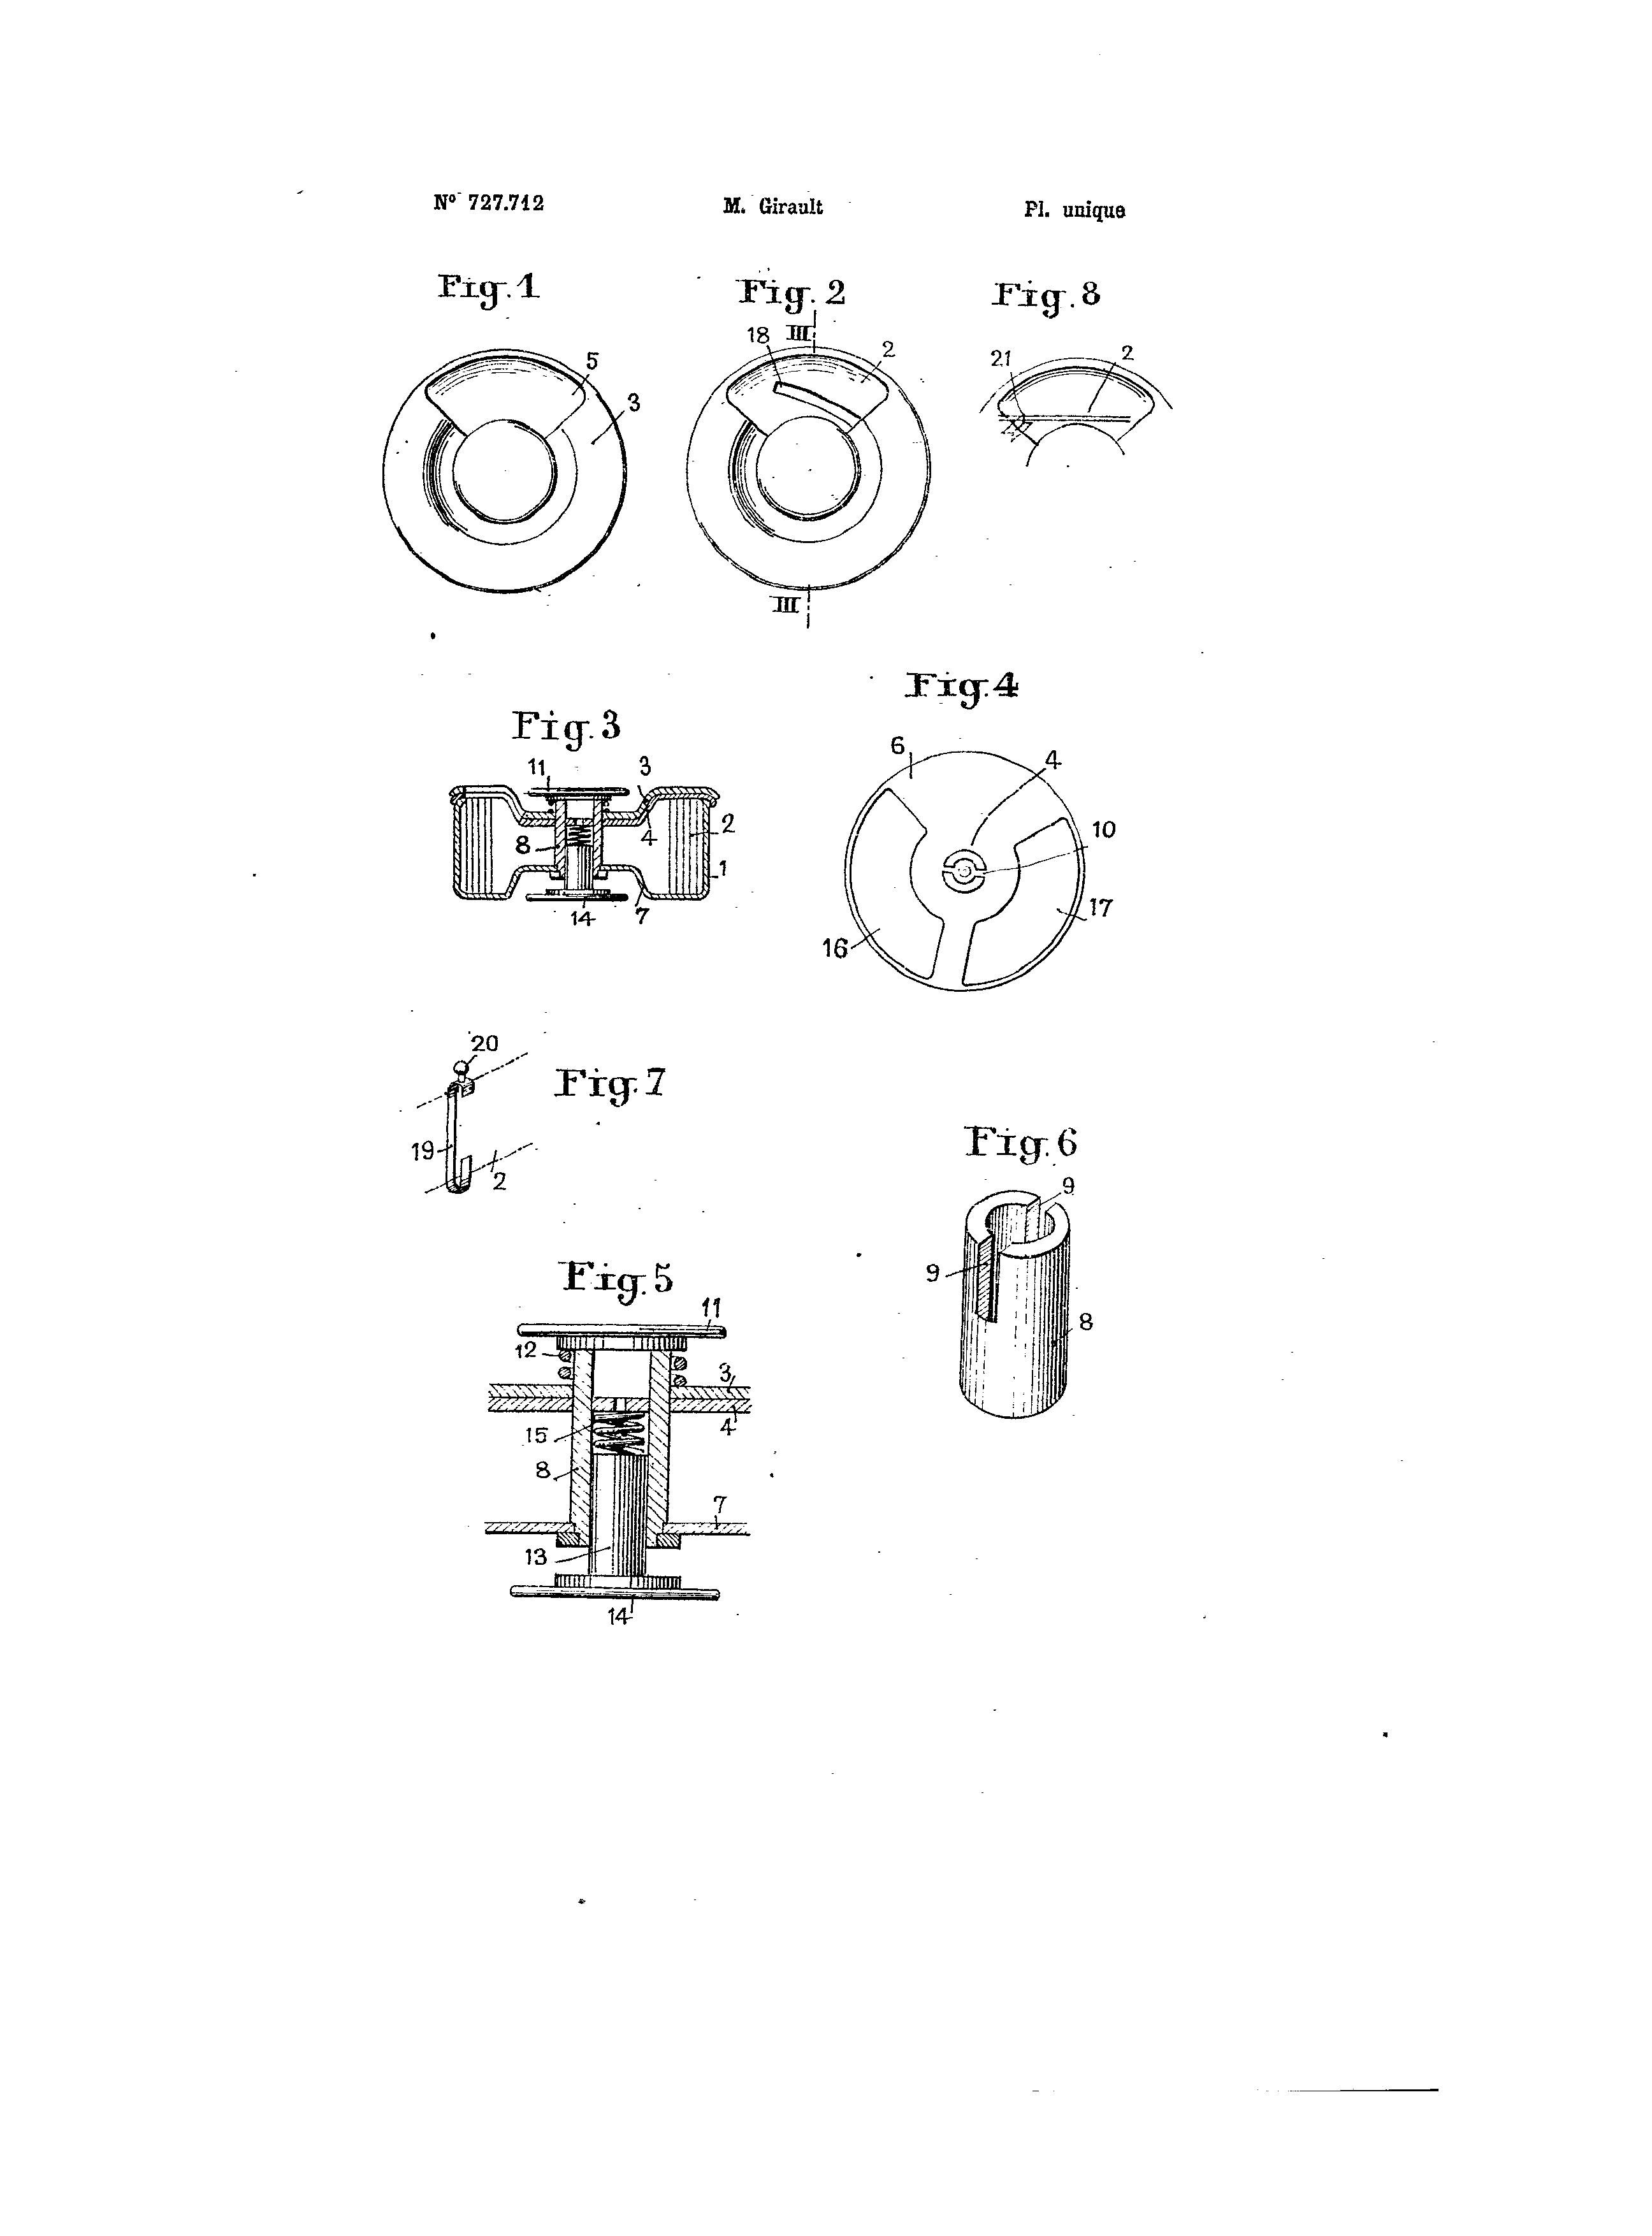 Nº 727.712 M. Girault Pl. unique
Fig. 1 Fig. 2 Fig. 8
5
3
18 III 2
III
21 2
Fig. 3
11 3
8 4 2
1
14 7
Fig. 4
6 4
10
17
16
20
Fig. 7
19
2
Fig. 6
9
9
8
Fig. 5
11
12
3
4
15
8
7
13
14